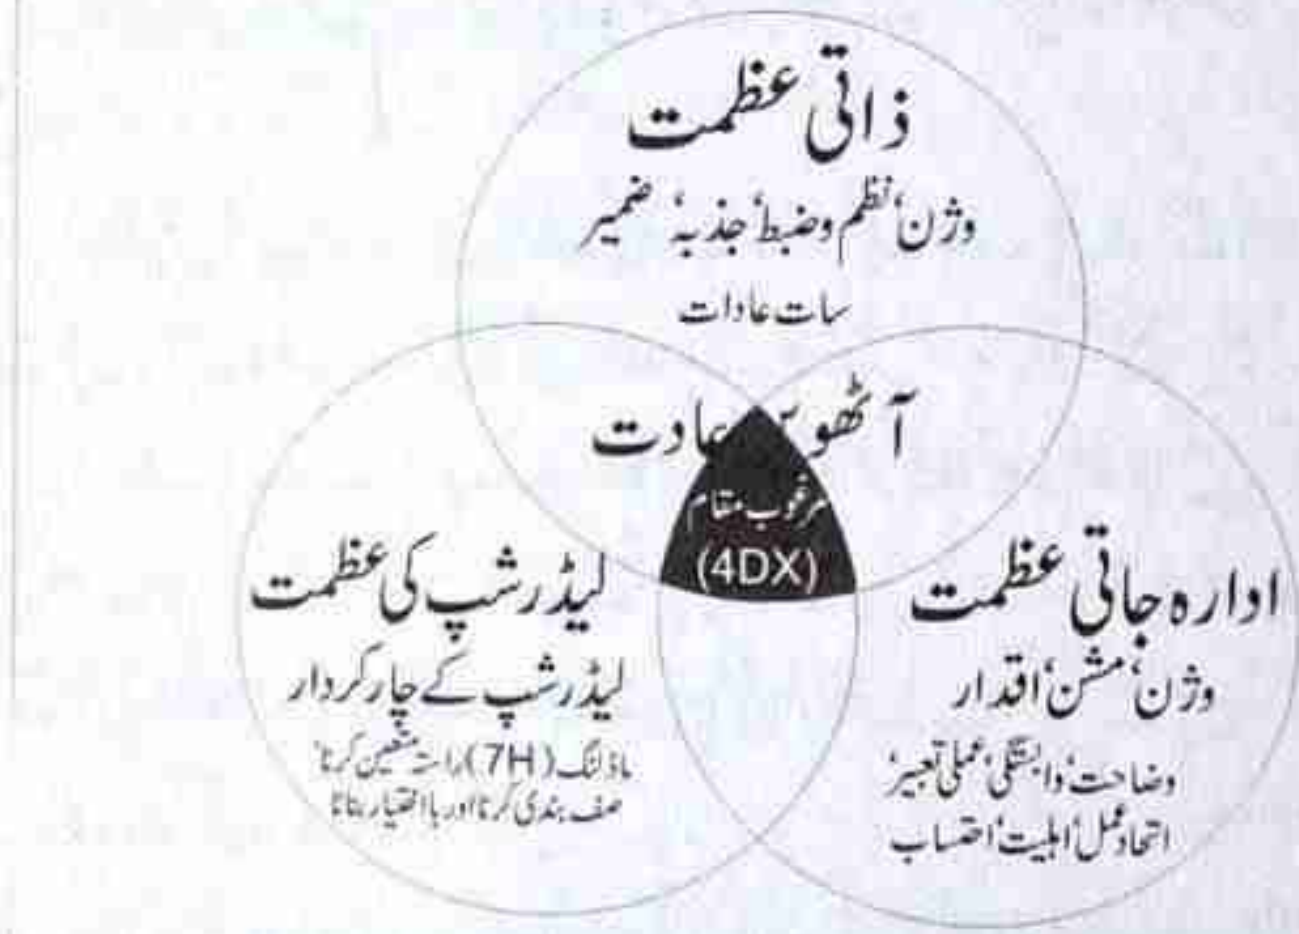 ذاتی عظمت
وژن، نظم وضبط، جذبہ، ضمیر
سات عادات
آٹھویں عادت
مرغوب مقام
(4DX)
لیڈرشپ کی عظمت
لیڈرشپ کے چار کردار
ماڈلنگ (7H) راستہ متعین کرنا،
صف بندی کرنا اور بااختیار بنانا
ادارہ جاتی عظمت
وژن، مشن، اقدار
وضاحت، وابستگی، عملی تعبیر،
اتحاد عمل، اہلیت، احتساب